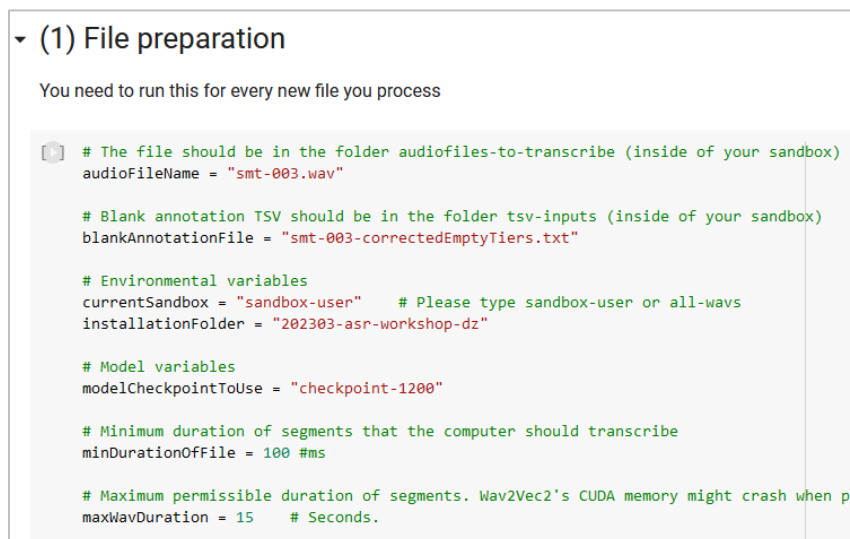 (1) File preparation
You need to run this for every new file you process
[ ] # The file should be in the folder audiofiles-to-transcribe (inside of your sandbox)
audioFileName = "smt-003.wav"
# Blank annotation TSV should be in the folder tsv-inputs (inside of your sandbox)
blankAnnotationFile = "smt-003-correctedEmptyTiers.txt"
# Environmental variables
currentSandbox = "sandbox-user"    # Please type sandbox-user or all-wavs
installationFolder = "202303-asr-workshop-dz"
# Model variables
modelCheckpointToUse = "checkpoint-1200"
# Minimum duration of segments that the computer should transcribe
minDurationOfFile = 100 #ms
# Maximum permissible duration of segments. Wav2Vec2's CUDA memory might crash when p
maxWavDuration = 15    # Seconds.